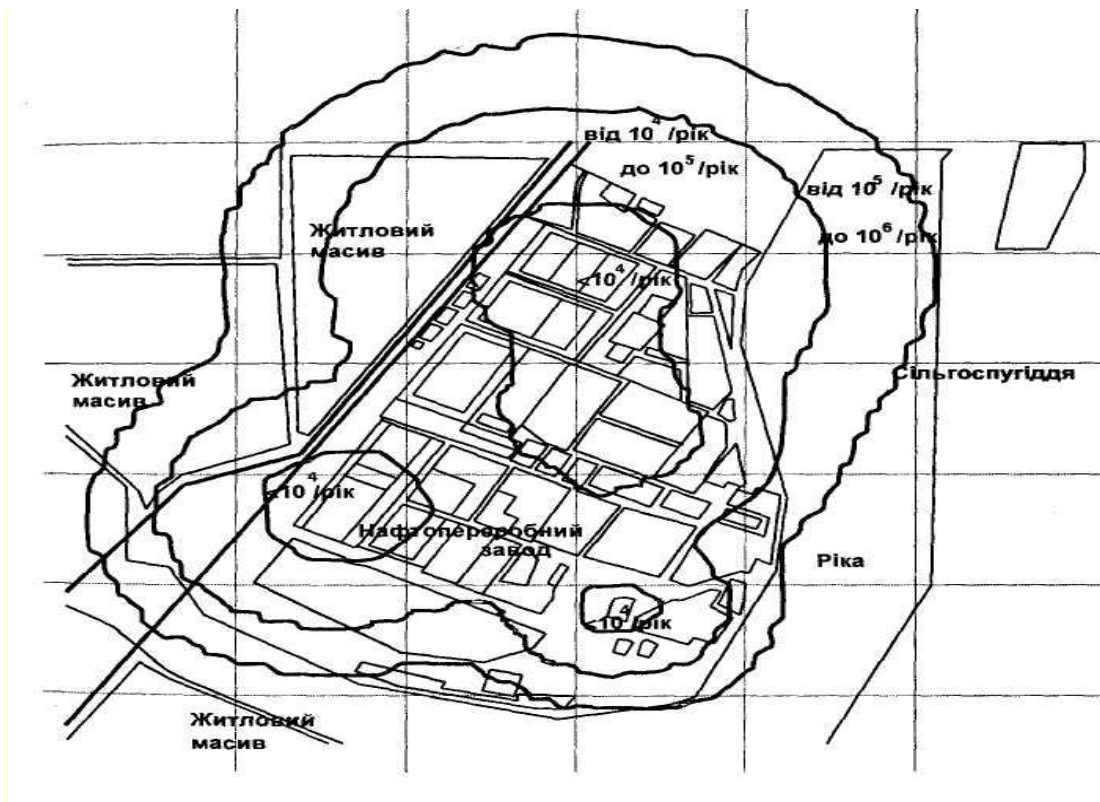 від 10⁴ /рік
до 10⁵ /рік
від 10⁵ /рік
до 10⁶ /рік
Житловий
масив
<10⁴ /рік
Житловий
масив
Сільгоспугіддя
<10⁴ /рік
Нафтопереробний
завод
Ріка
<10⁴ /рік
Житловий
масив